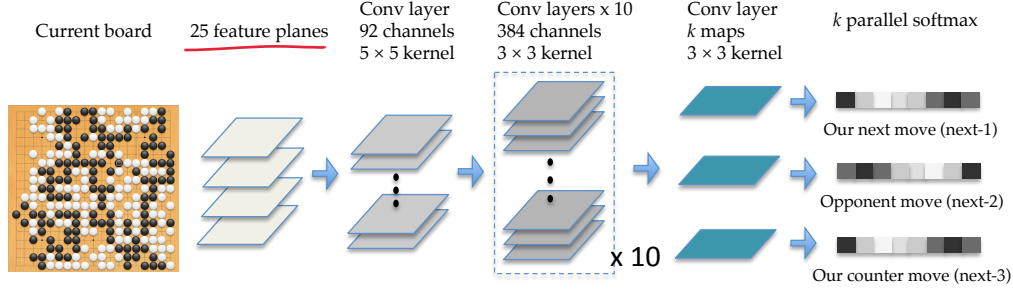 Current board
25 feature planes
Conv layer
92 channels
5 × 5 kernel
Conv layers x 10
384 channels
3 × 3 kernel
Conv layer
k maps
3 × 3 kernel
k parallel softmax
Our next move (next-1)
Opponent move (next-2)
Our counter move (next-3)
x 10